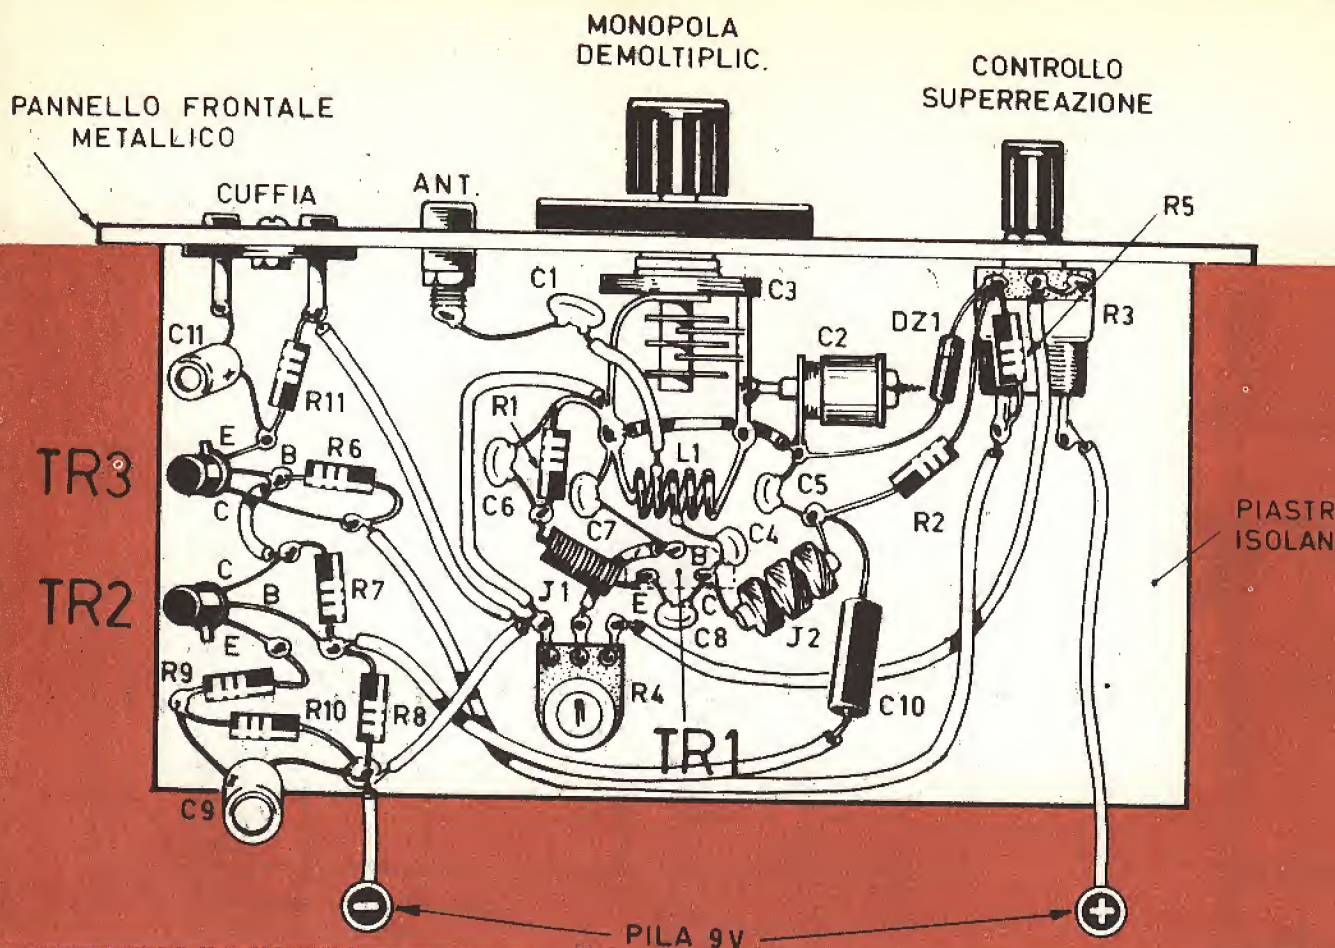 MONOPOLA
DEMOLTIPLIC.
CONTROLLO
SUPERREAZIONE
PANNELLO FRONTALE
METALLICO
CUFFIA
ANT.
R5
C1
C3
R3
C11
DZ1
C2
R11
R1
E
B
R6
L1
TR3
C6
C7
C5
R2
C
C4
PIASTR
ISOLAN
C
B
TR2
B
R7
J1
E
C
J2
E
C8
R9
R10
R8
R4
C10
TR1
C9
+
+
−
+
PILA 9V